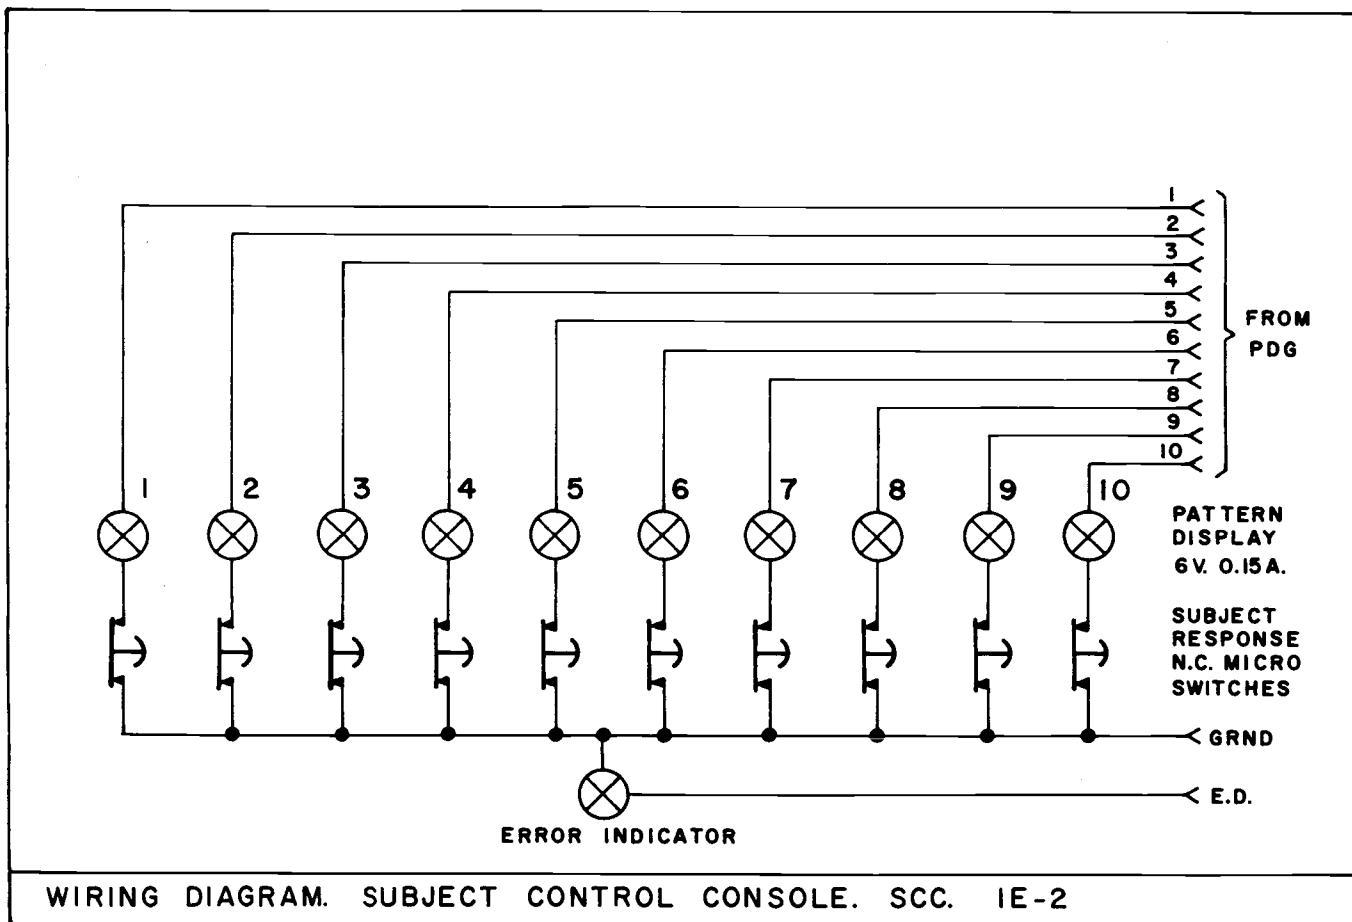 1
2
3
4
5
6
7
8
9
10
FROM
PDG
1 2 3 4 5 6 7 8 9 10
PATTERN
DISPLAY
6V. 0.15A.
SUBJECT
RESPONSE
N.C. MICRO
SWITCHES
GRND
E.D.
ERROR INDICATOR
WIRING DIAGRAM. SUBJECT CONTROL CONSOLE. SCC. 1E-2